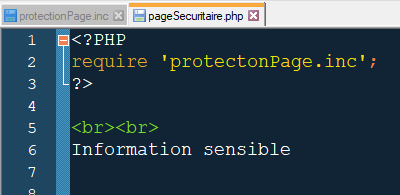 protectionPage.inc pageSecuritaire.php
1 <?PHP
2 require 'protectonPage.inc';
3 ?>
4
5 <br><br>
6 Information sensible
7
8